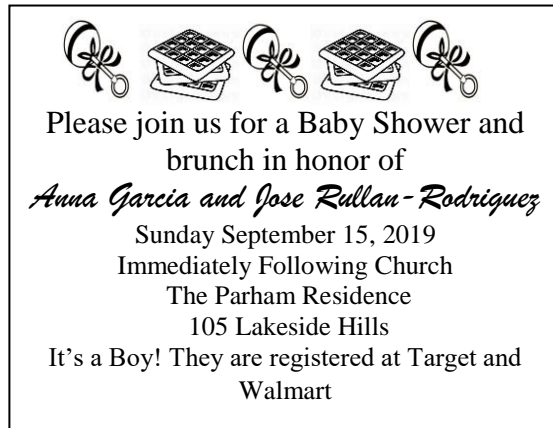 Please join us for a Baby Shower and
brunch in honor of
Anna Garcia and Jose Rullan-Rodriguez
Sunday September 15, 2019
Immediately Following Church
The Parham Residence
105 Lakeside Hills
It’s a Boy! They are registered at Target and
Walmart